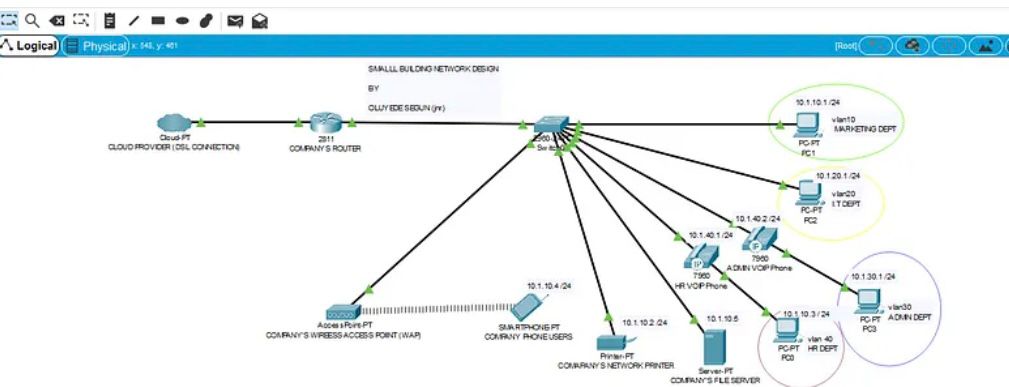 Logical
Physical
x: 548, y: 461
[Root]
SMALLL BUILDING NETWORK DESIGN
BY
OLUYEDE SEGUN (jnr)
Cloud-PT
CLOUD PROVIDER (DSL CONNECTION)
2811
COMPANY'S ROUTER
10.1.10.1 /24
vlan10
MARKETING DEPT
PC-PT
PC1
10.1.20.1 /24
vlan20
I.T DEPT
PC-PT
PC2
10.1.40.2 /24
7960
ADMN VOIP Phone
10.1.40.1 /24
7960
HR VOIP Phone
10.1.30.1 /24
vlan30
ADMN DEPT
PC-PT
PC3
10.1.10.3 /24
vlan 40
HR DEPT
PC-PT
PC0
10.1.10.5
Server-PT
COMPANY'S FILE SERVER
10.1.10.2 /24
Printer-PT
COMAPANY'S NETWORK PRINTER
10.1.10.4 /24
SMARTPHONE-PT
COMPANY PHONE USERS
AccessPoint-PT
COMPANY'S WIREESS ACCESS POINT (WAP)